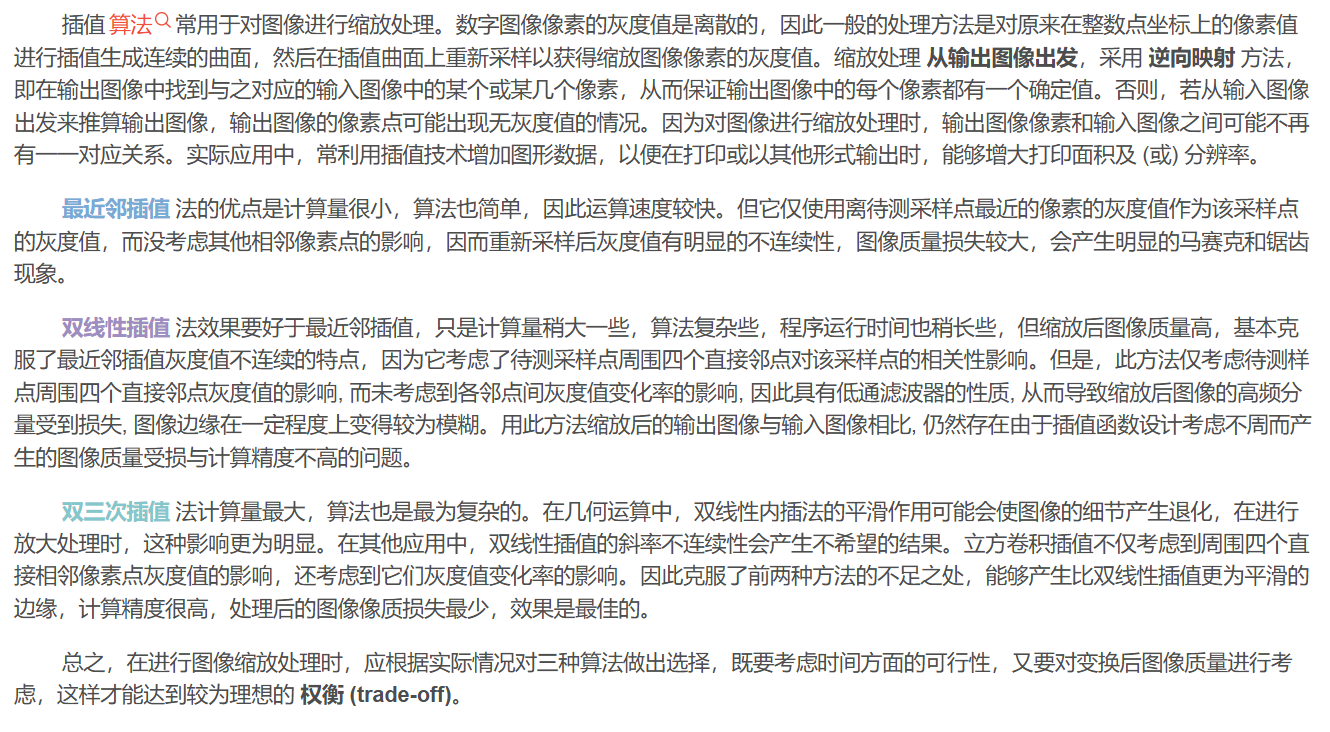 插值 算法 常用于对图像进行缩放处理。数字图像像素的灰度值是离散的，因此一般的处理方法是对原来在整数点坐标上的像素值
进行插值生成连续的曲面，然后在插值曲面上重新采样以获得缩放图像像素的灰度值。缩放处理 从输出图像出发，采用 逆向映射 方法，
即在输出图像中找到与之对应的输入图像中的某个或某几个像素，从而保证输出图像中的每个像素都有一个确定值。否则，若从输入图像
出发来推算输出图像，输出图像的像素点可能出现无灰度值的情况。因为对图像进行缩放处理时，输出图像像素和输入图像之间可能不再
有一一对应关系。实际应用中，常利用插值技术增加图形数据，以便在打印或以其他形式输出时，能够增大打印面积及 (或) 分辨率。
最近邻插值 法的优点是计算量很小，算法也简单，因此运算速度较快。但它仅使用离待测采样点最近的像素的灰度值作为该采样点
的灰度值，而没考虑其他相邻像素点的影响，因而重新采样后灰度值有明显的不连续性，图像质量损失较大，会产生明显的马赛克和锯齿
现象。
双线性插值 法效果要好于最近邻插值，只是计算量稍大一些，算法复杂些，程序运行时间也稍长些，但缩放后图像质量高，基本克
服了最近邻插值灰度值不连续的特点，因为它考虑了待测采样点周围四个直接邻点对该采样点的相关性影响。但是，此方法仅考虑待测样
点周围四个直接邻点灰度值的影响, 而未考虑到各邻点间灰度值变化率的影响, 因此具有低通滤波器的性质, 从而导致缩放后图像的高频分
量受到损失, 图像边缘在一定程度上变得较为模糊。用此方法缩放后的输出图像与输入图像相比, 仍然存在由于插值函数设计考虑不周而产
生的图像质量受损与计算精度不高的问题。
双三次插值 法计算量最大，算法也是最为复杂的。在几何运算中，双线性内插法的平滑作用可能会使图像的细节产生退化，在进行
放大处理时，这种影响更为明显。在其他应用中，双线性插值的斜率不连续性会产生不希望的结果。立方卷积插值不仅考虑到周围四个直
接相邻像素点灰度值的影响，还考虑到它们灰度值变化率的影响。因此克服了前两种方法的不足之处，能够产生比双线性插值更为平滑的
边缘，计算精度很高，处理后的图像像质损失最少，效果是最佳的。
总之，在进行图像缩放处理时，应根据实际情况对三种算法做出选择，既要考虑时间方面的可行性，又要对变换后图像质量进行考
虑，这样才能达到较为理想的 权衡 (trade-off)。